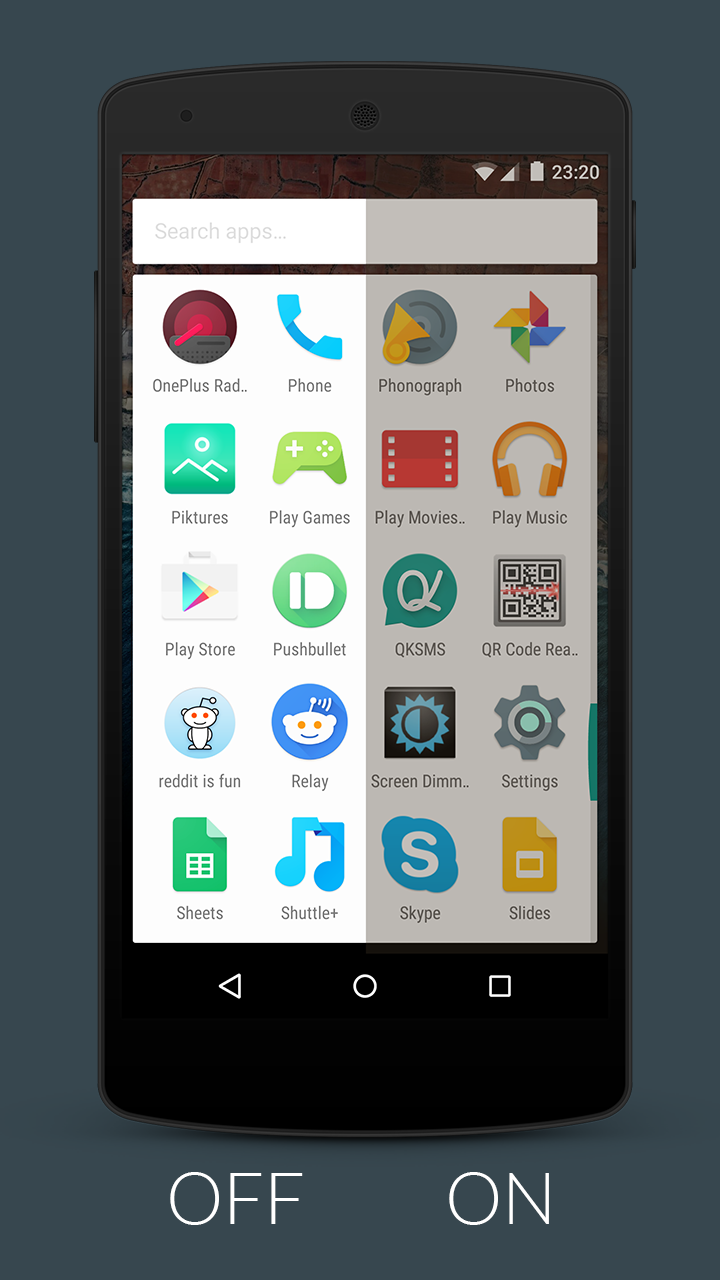 23:20
Search apps...
OnePlus Rad..
Phone
Phonograph
Photos
Piktures
Play Games
Play Movies..
Play Music
Play Store
Pushbullet
QKSMS
QR Code Rea..
reddit is fun
Relay
Screen Dimm..
Settings
Sheets
Shuttle+
Skype
Slides
OFF
ON